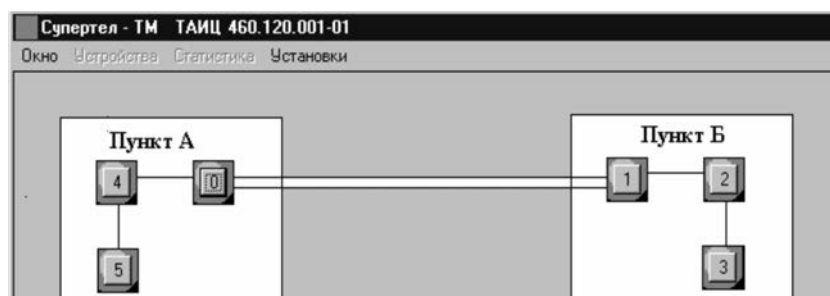 Супертел - ТМ ТАИЦ 460.120.001-01
Окно Устройства Статистика Установки
Пункт А
Пункт Б
4
0
1
2
5
3